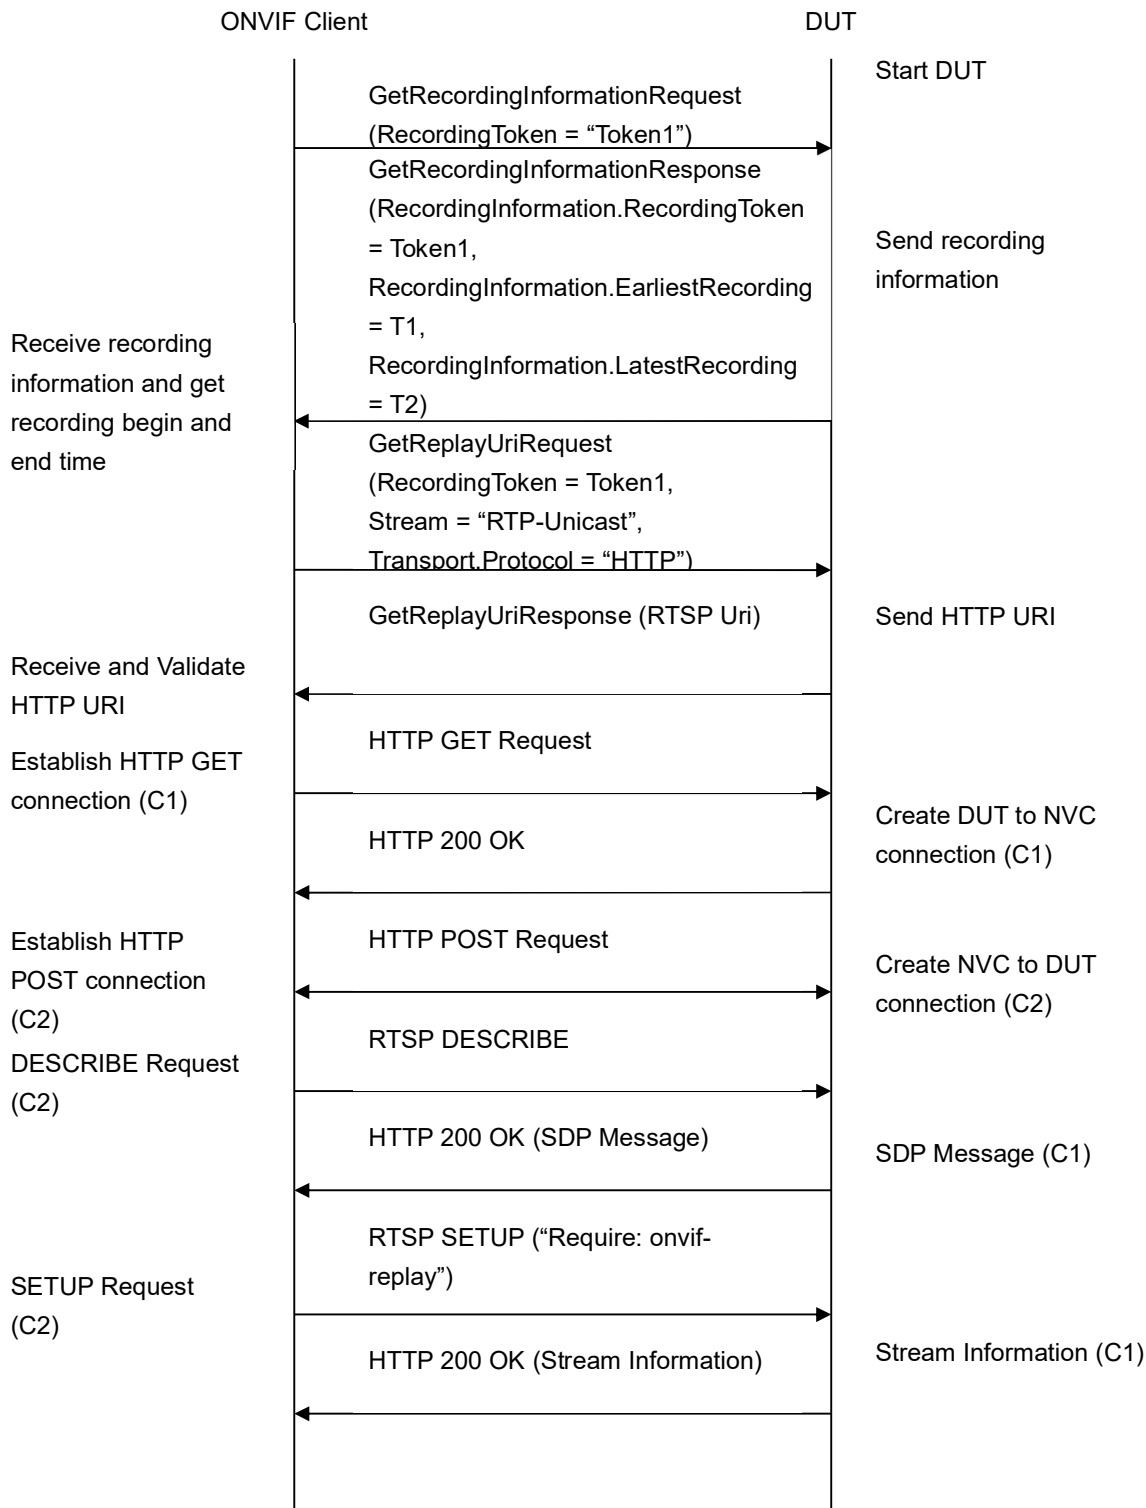 ONVIF Client
DUT
Start DUT
GetRecordingInformationRequest
(RecordingToken = “Token1”)
GetRecordingInformationResponse
(RecordingInformation.RecordingToken
= Token1,
RecordingInformation.EarliestRecording
= T1,
RecordingInformation.LatestRecording
= T2)
Send recording
information
Receive recording
information and get
recording begin and
end time
GetReplayUriRequest
(RecordingToken = Token1,
Stream = “RTP-Unicast”,
Transport.Protocol = “HTTP”)
GetReplayUriResponse (RTSP Uri)
Send HTTP URI
Receive and Validate
HTTP URI
HTTP GET Request
Establish HTTP GET
connection (C1)
HTTP 200 OK
Create DUT to NVC
connection (C1)
HTTP POST Request
Establish HTTP
POST connection
(C2)
Create NVC to DUT
connection (C2)
RTSP DESCRIBE
DESCRIBE Request
(C2)
HTTP 200 OK (SDP Message)
SDP Message (C1)
RTSP SETUP (“Require: onvif-
replay”)
SETUP Request
(C2)
HTTP 200 OK (Stream Information)
Stream Information (C1)